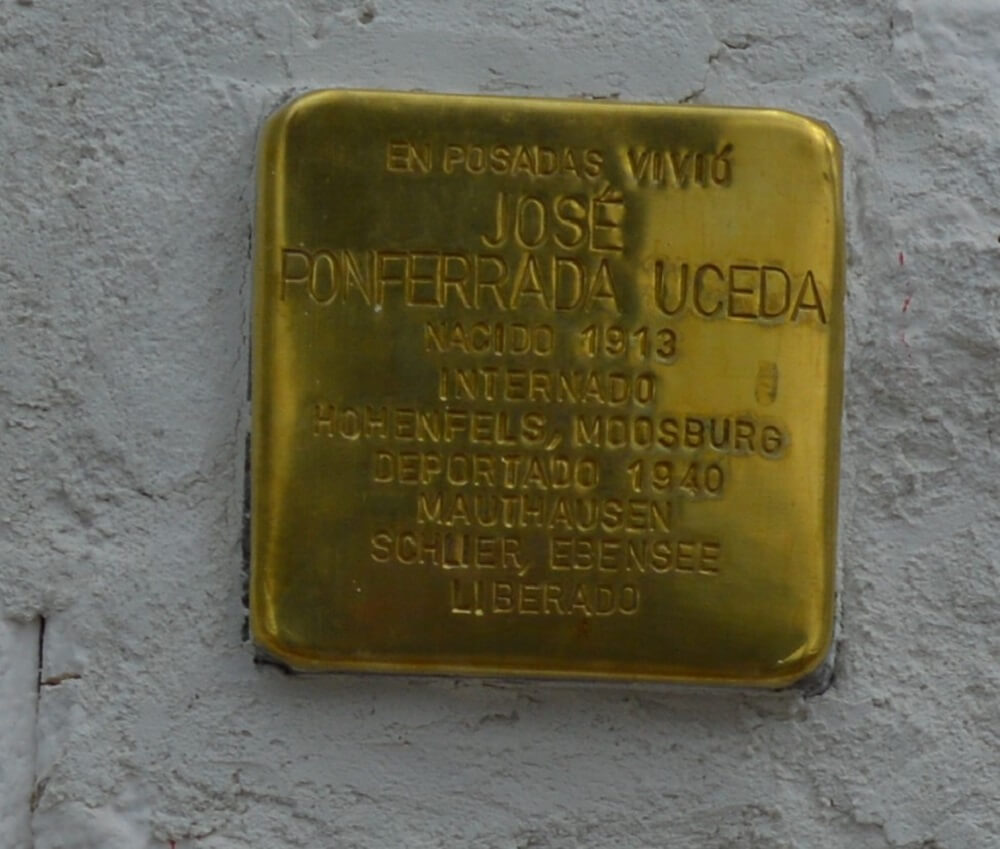 EN POSADAS VIVIÓ
JOSÉ
PONFERRADA UCEDA
NACIDO 1913
INTERNADO
HOHENFELS, MOOSBURG
DEPORTADO 1940
MAUTHAUSEN
SCHLIER, EBENSEE
LIBERADO